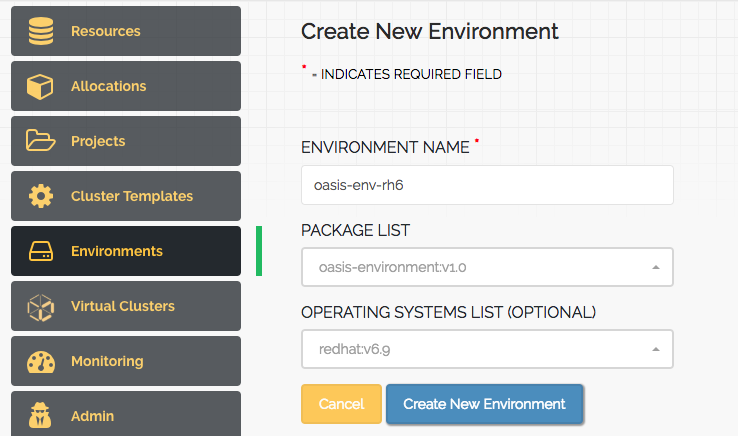 Resources
Allocations
Projects
Cluster Templates
Environments
Virtual Clusters
Monitoring
Admin
Create New Environment
* - INDICATES REQUIRED FIELD
ENVIRONMENT NAME *
oasis-env-rh6
PACKAGE LIST
oasis-environment:v1.0
OPERATING SYSTEMS LIST (OPTIONAL)
redhat:v6.9
Cancel Create New Environment